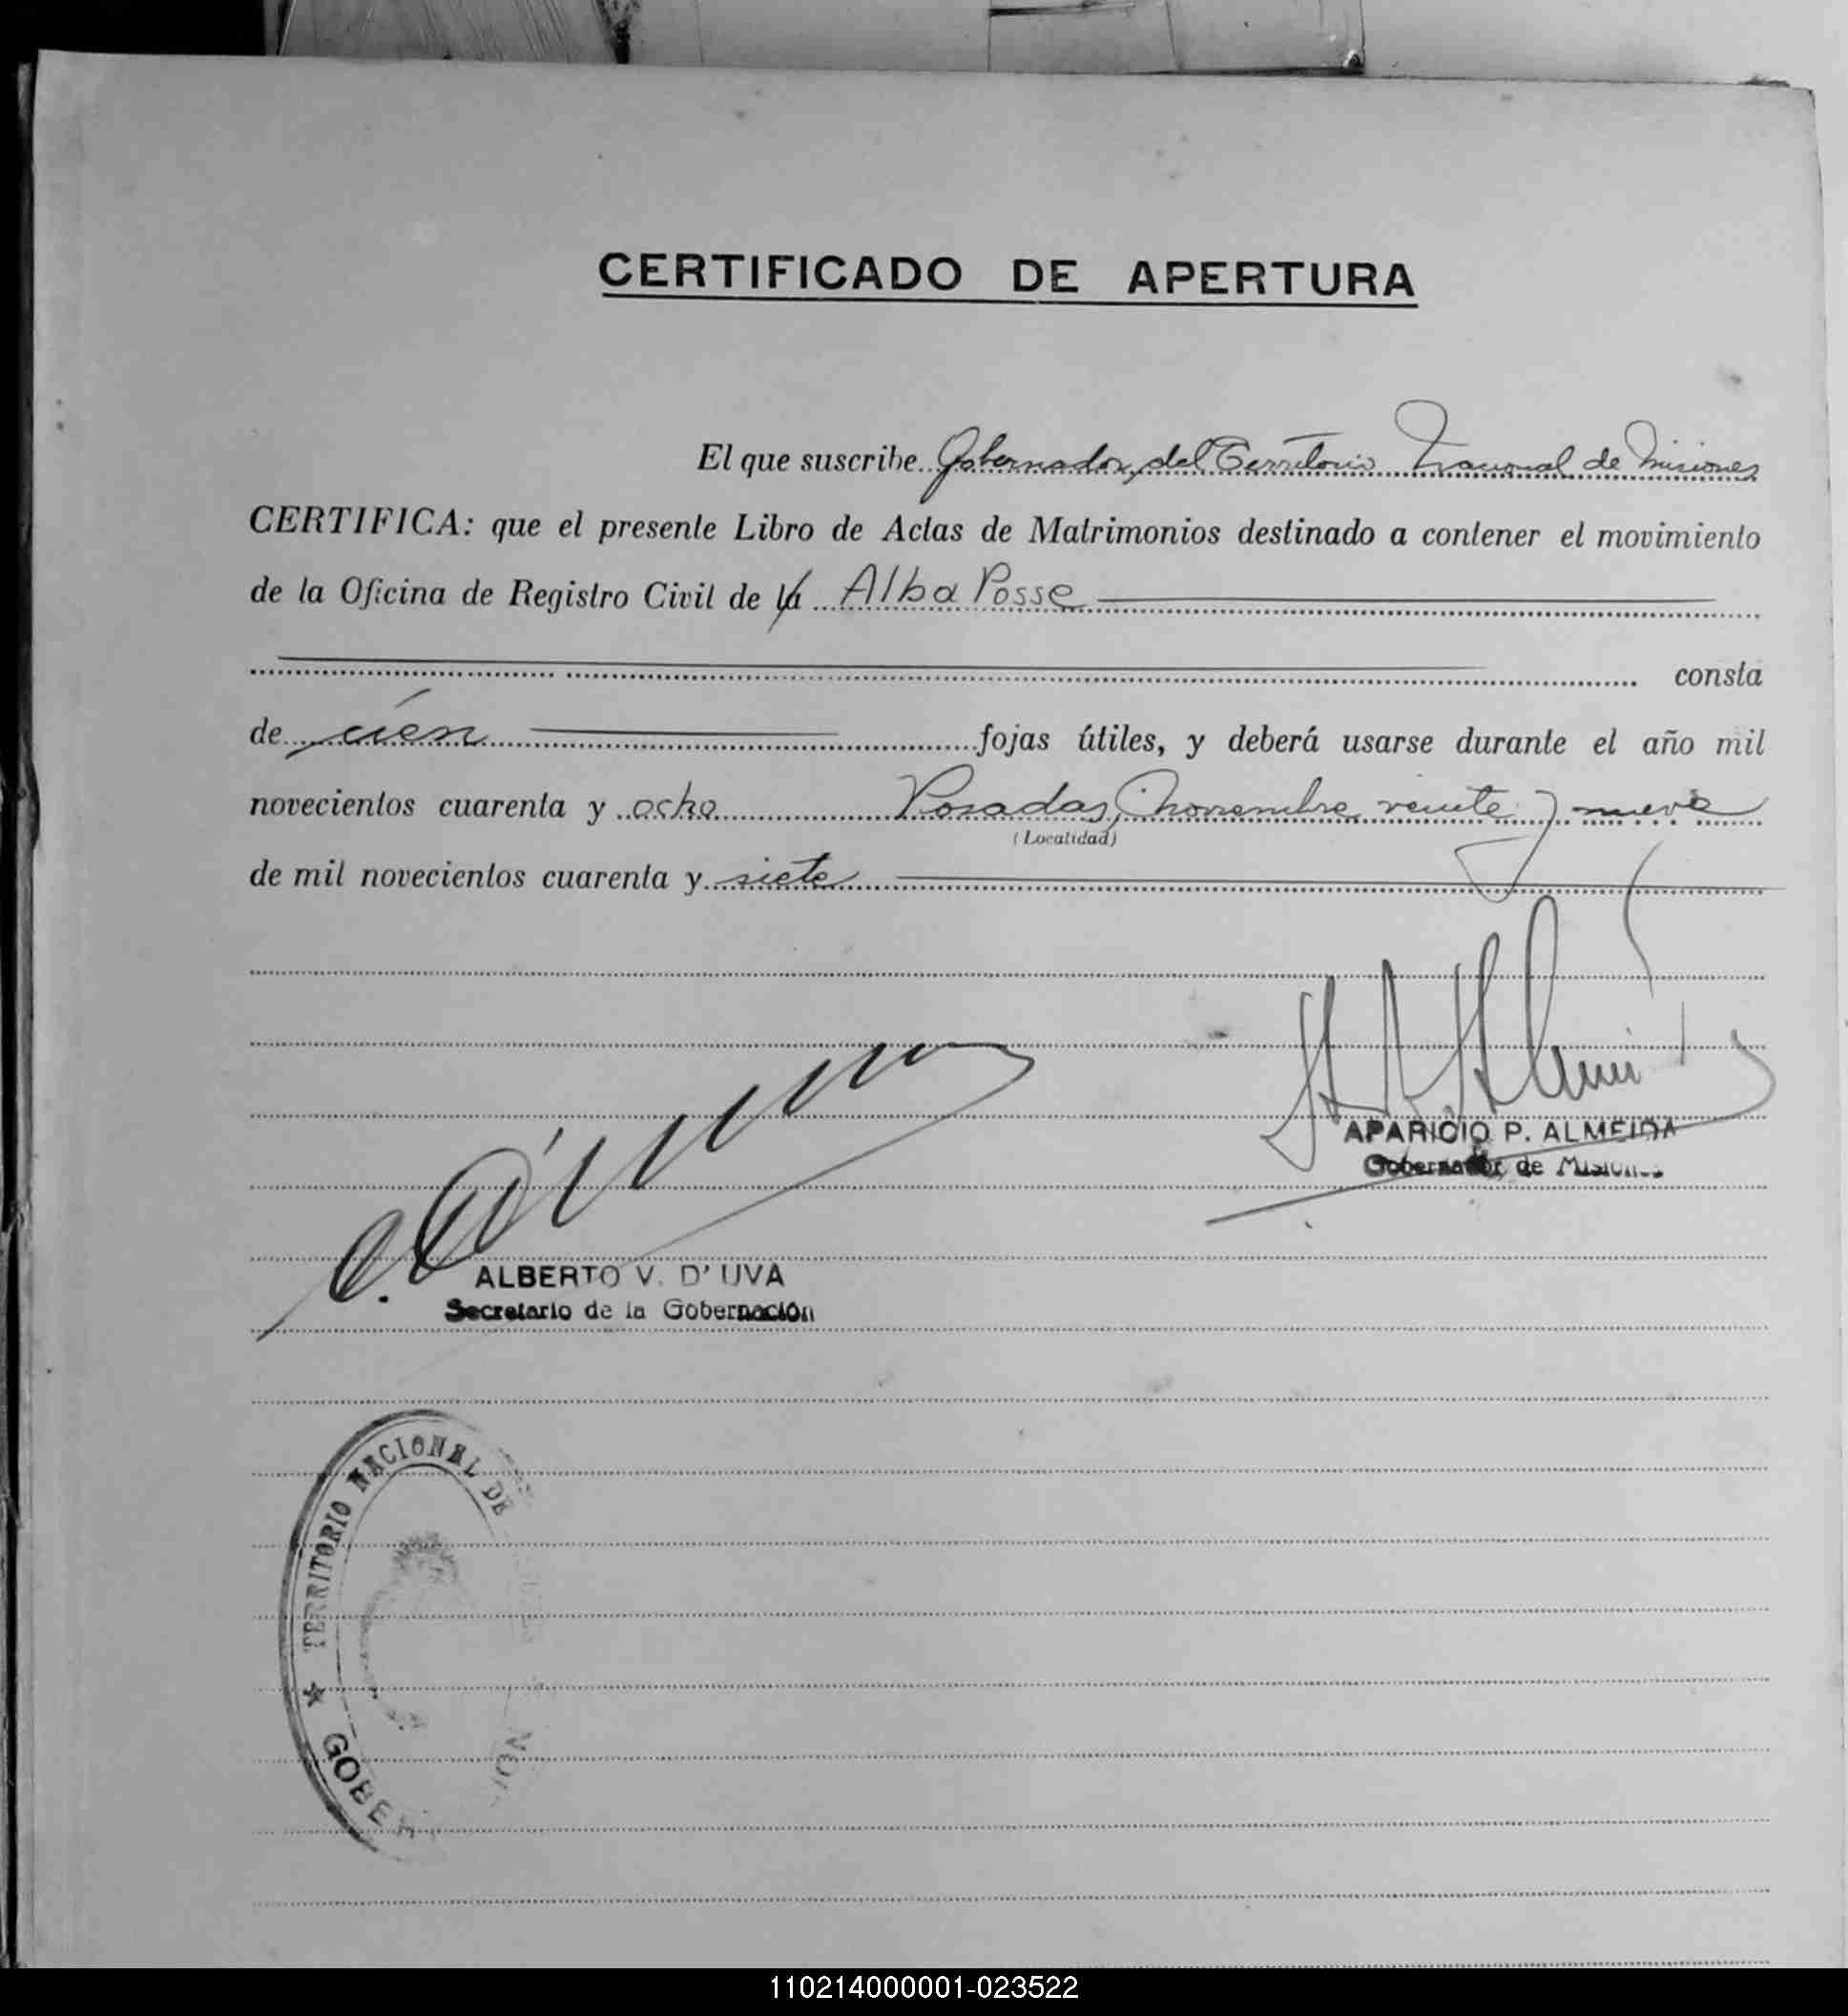 CERTIFICADO DE APERTURA
El que suscribe Gobernador del Territorio Nacional de Misiones
CERTIFICA: que el presente Libro de Actas de Matrimonios destinado a contener el movimiento
de la Oficina de Registro Civil de la Alba Posse
consta
de cien fojas útiles, y deberá usarse durante el año mil
novecientos cuarenta y ocho Posadas, noviembre veinte y nueve
(Localidad)
de mil novecientos cuarenta y siete
APARICIO P. ALMEIDA
Gobernador de Misiones
ALBERTO V. D'UVA
Secretario de la Gobernación
TERRITORIO NACIONAL DE
★ GOBER
110214000001-023522